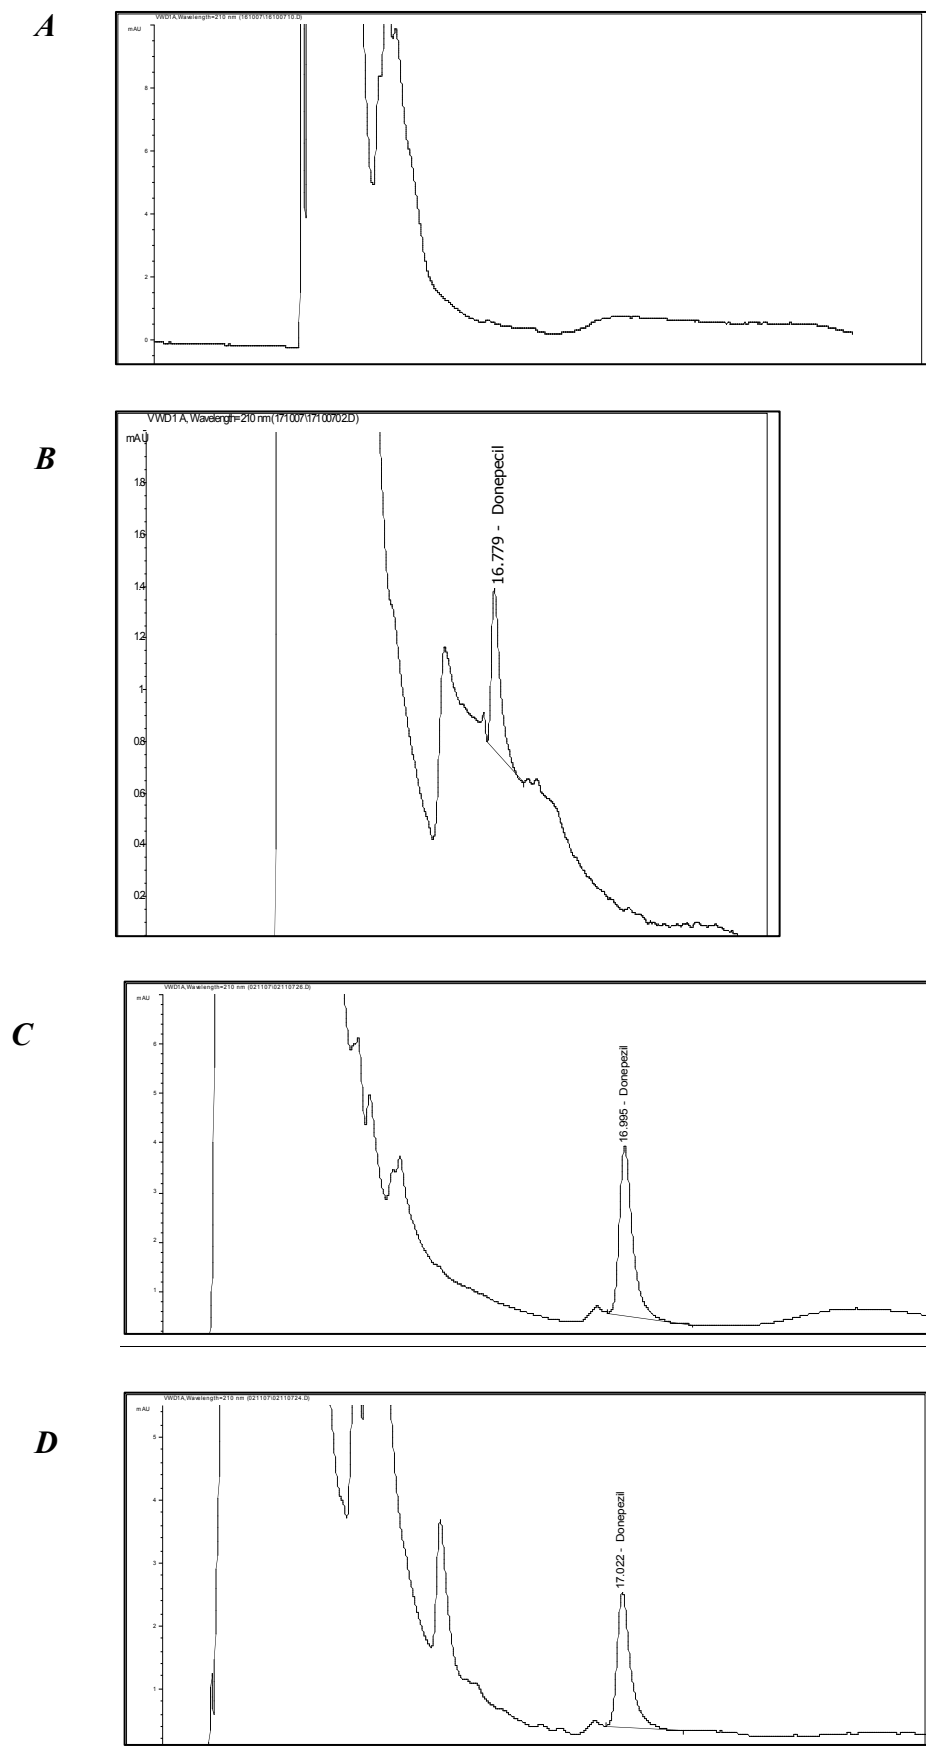 A
VWD1A, Wavelength=210 nm (161007\16100710.D)
mAU
8
6
4
2
0
B
VWD1 A, Wavelength=210 nm (171007\17100702.D)
mAU
1.8
1.6
1.4
1.2
1
0.8
0.6
0.4
0.2
16.779 - Donepecil
C
VWD1A, Wavelength=210 nm (021107\02110726.D)
mAU
6
5
4
3
2
1
16.995 - Donepezil
D
VWD1A, Wavelength=210 nm (021107\02110724.D)
mAU
5
4
3
2
1
17.022 - Donepezil